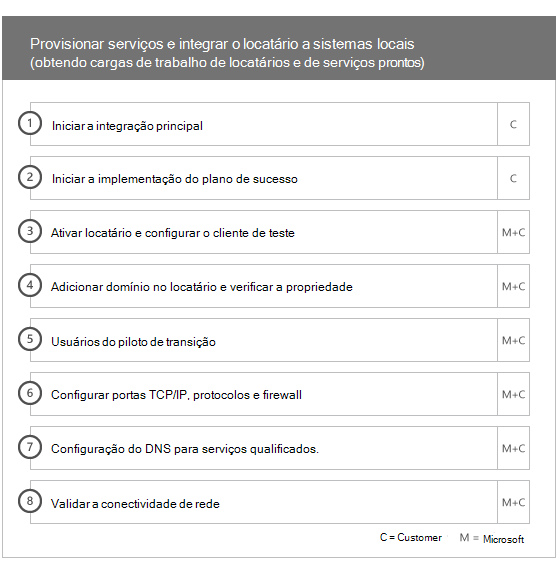 Provisionar serviços e integrar o locatário a sistemas locais
(obtendo cargas de trabalho de locatários e de serviços prontos)
1 Iniciar a integração principal C
2 Iniciar a implementação do plano de sucesso C
3 Ativar locatário e configurar o cliente de teste M+C
4 Adicionar domínio no locatário e verificar a propriedade M+C
5 Usuários do piloto de transição M+C
6 Configurar portas TCP/IP, protocolos e firewall M+C
7 Configuração do DNS para serviços qualificados. M+C
8 Validar a conectividade de rede M+C
C = Customer M = Microsoft